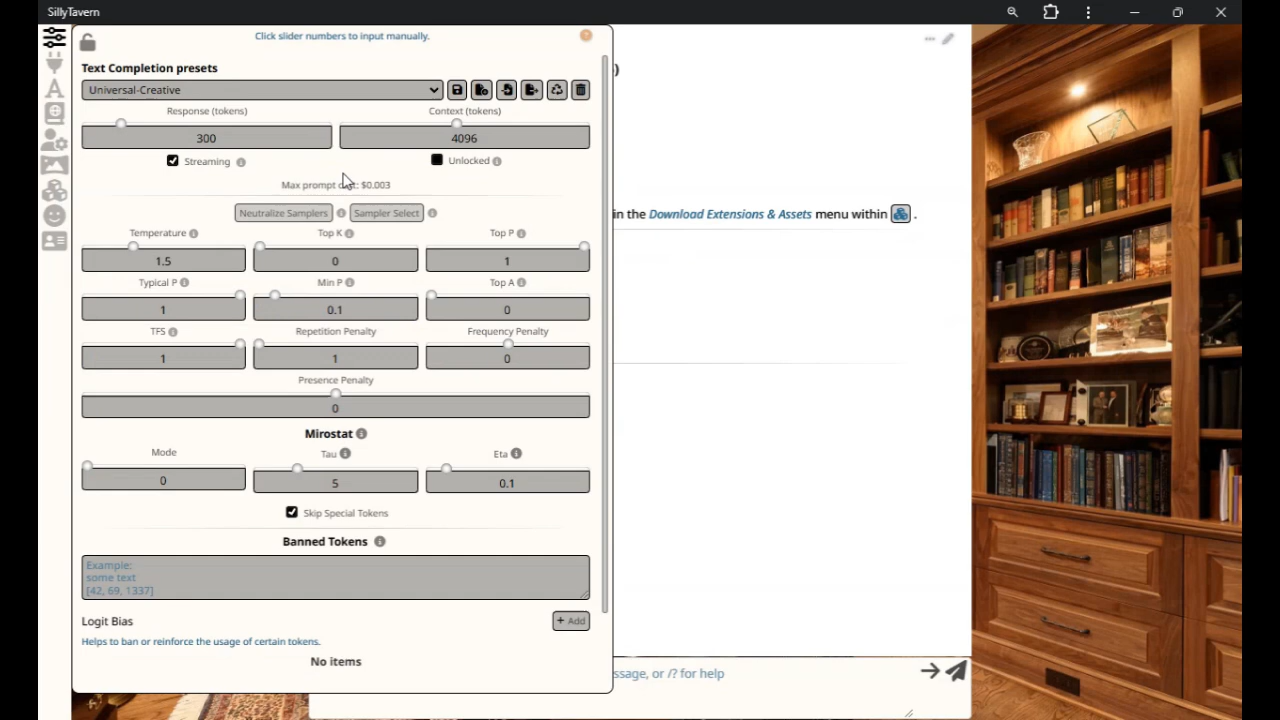 SillyTavern
Click slider numbers to input manually.
Text Completion presets
Universal-Creative
Response (tokens)
Context (tokens)
300
4096
Streaming
Unlocked
Max prompt c t: $0.003
Neutralize Samplers
Sampler Select
Temperature
Top K
Top P
1.5
0
1
Typical P
Min P
Top A
1
0.1
0
TFS
Repetition Penalty
Frequency Penalty
1
1
0
Presence Penalty
0
Mirostat
Mode
Tau
Eta
0
5
0.1
Skip Special Tokens
Banned Tokens
Example:
some text
[42, 69, 1337]
Logit Bias
+ Add
Helps to ban or reinforce the usage of certain tokens.
No items
)
in the Download Extensions & Assets menu within .
ssage, or /? for help